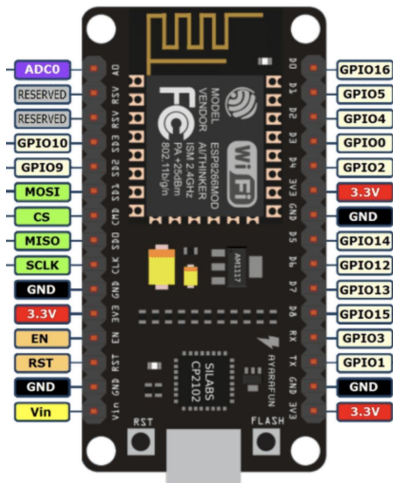 ADC0
RESERVED
RESERVED
GPIO10
GPIO9
MOSI
CS
MISO
SCLK
GND
3.3V
EN
RST
GND
Vin
A0
RSV
RSV
SD3
SD2
SD1
CMD
SD0
CLK
GND
3V3
EN
RST
GND
Vin
MODEL
VENDOR
ESP8266MOD
AI/THINKER
ISM 2.4GHz
PA +25dBm
802.11b/g/n
FC
Wi Fi
AM1117
SILABS
CP2102
AYARAFUN
RST
FLASH
D0
D1
D2
D3
D4
3V3
GND
D5
D6
D7
D8
RX
TX
GND
3V3
GPIO16
GPIO5
GPIO4
GPIO0
GPIO2
3.3V
GND
GPIO14
GPIO12
GPIO13
GPIO15
GPIO3
GPIO1
GND
3.3V